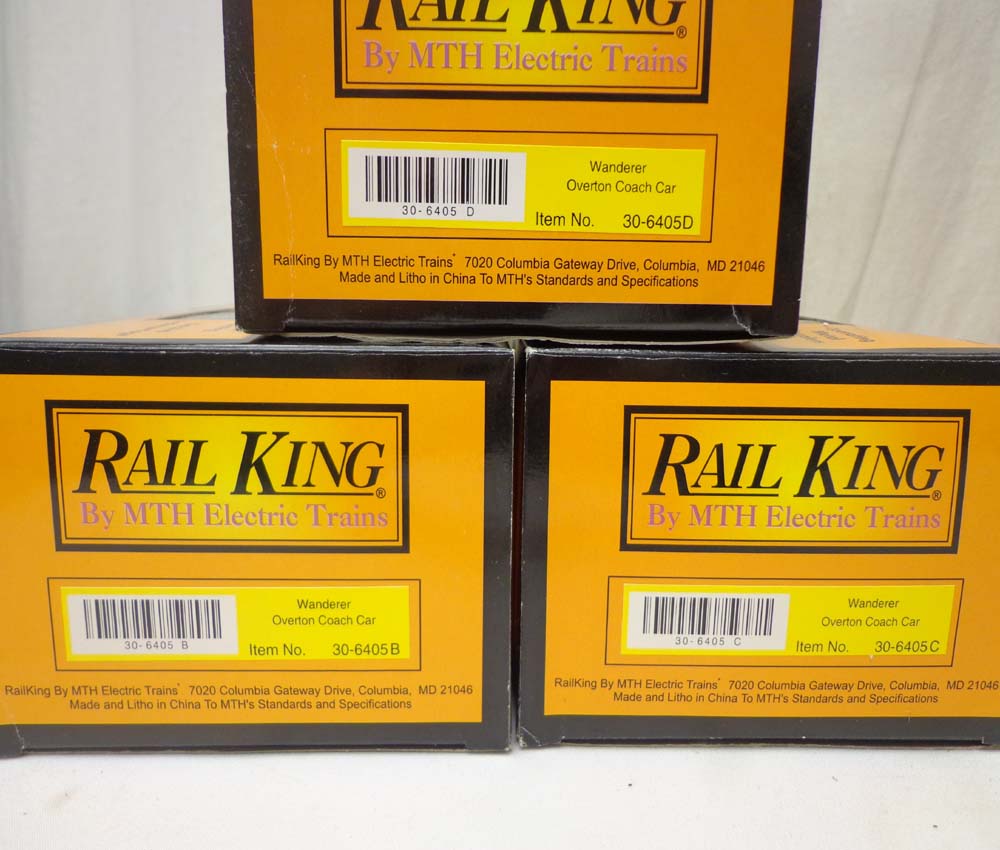 RAIL KING®
By MTH Electric Trains
Wanderer
Overton Coach Car
30-6405 D
Item No. 30-6405D
RailKing By MTH Electric Trains* 7020 Columbia Gateway Drive, Columbia, MD 21046
Made and Litho in China To MTH's Standards and Specifications
RAIL KING®
By MTH Electric Trains
Wanderer
Overton Coach Car
30-6405 B
Item No. 30-6405B
RailKing By MTH Electric Trains* 7020 Columbia Gateway Drive, Columbia, MD 21046
Made and Litho in China To MTH's Standards and Specifications
RAIL KING®
By MTH Electric Trains
Wanderer
Overton Coach Car
30-6405 C
Item No. 30-6405C
RailKing By MTH Electric Trains* 7020 Columbia Gateway Drive, Columbia, MD 21046
Made and Litho in China To MTH's Standards and Specifications